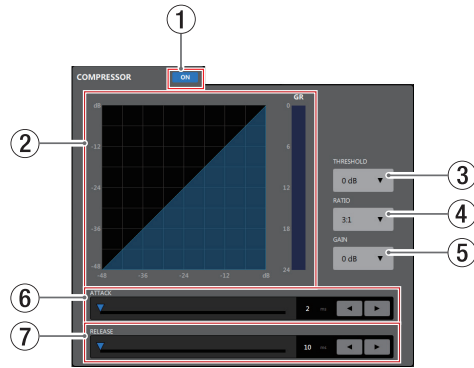 1
COMPRESSOR ON
GR
dB 0
2
-12 6
THRESHOLD
0 dB ▼ 3
-24 12
RATIO
3:1 ▼ 4
-36 18
GAIN
0 dB ▼ 5
-48 24
-48 -36 -24 -12 dB
6
ATTACK
2 ms ◄ ►
7
RELEASE
10 ms ◄ ►